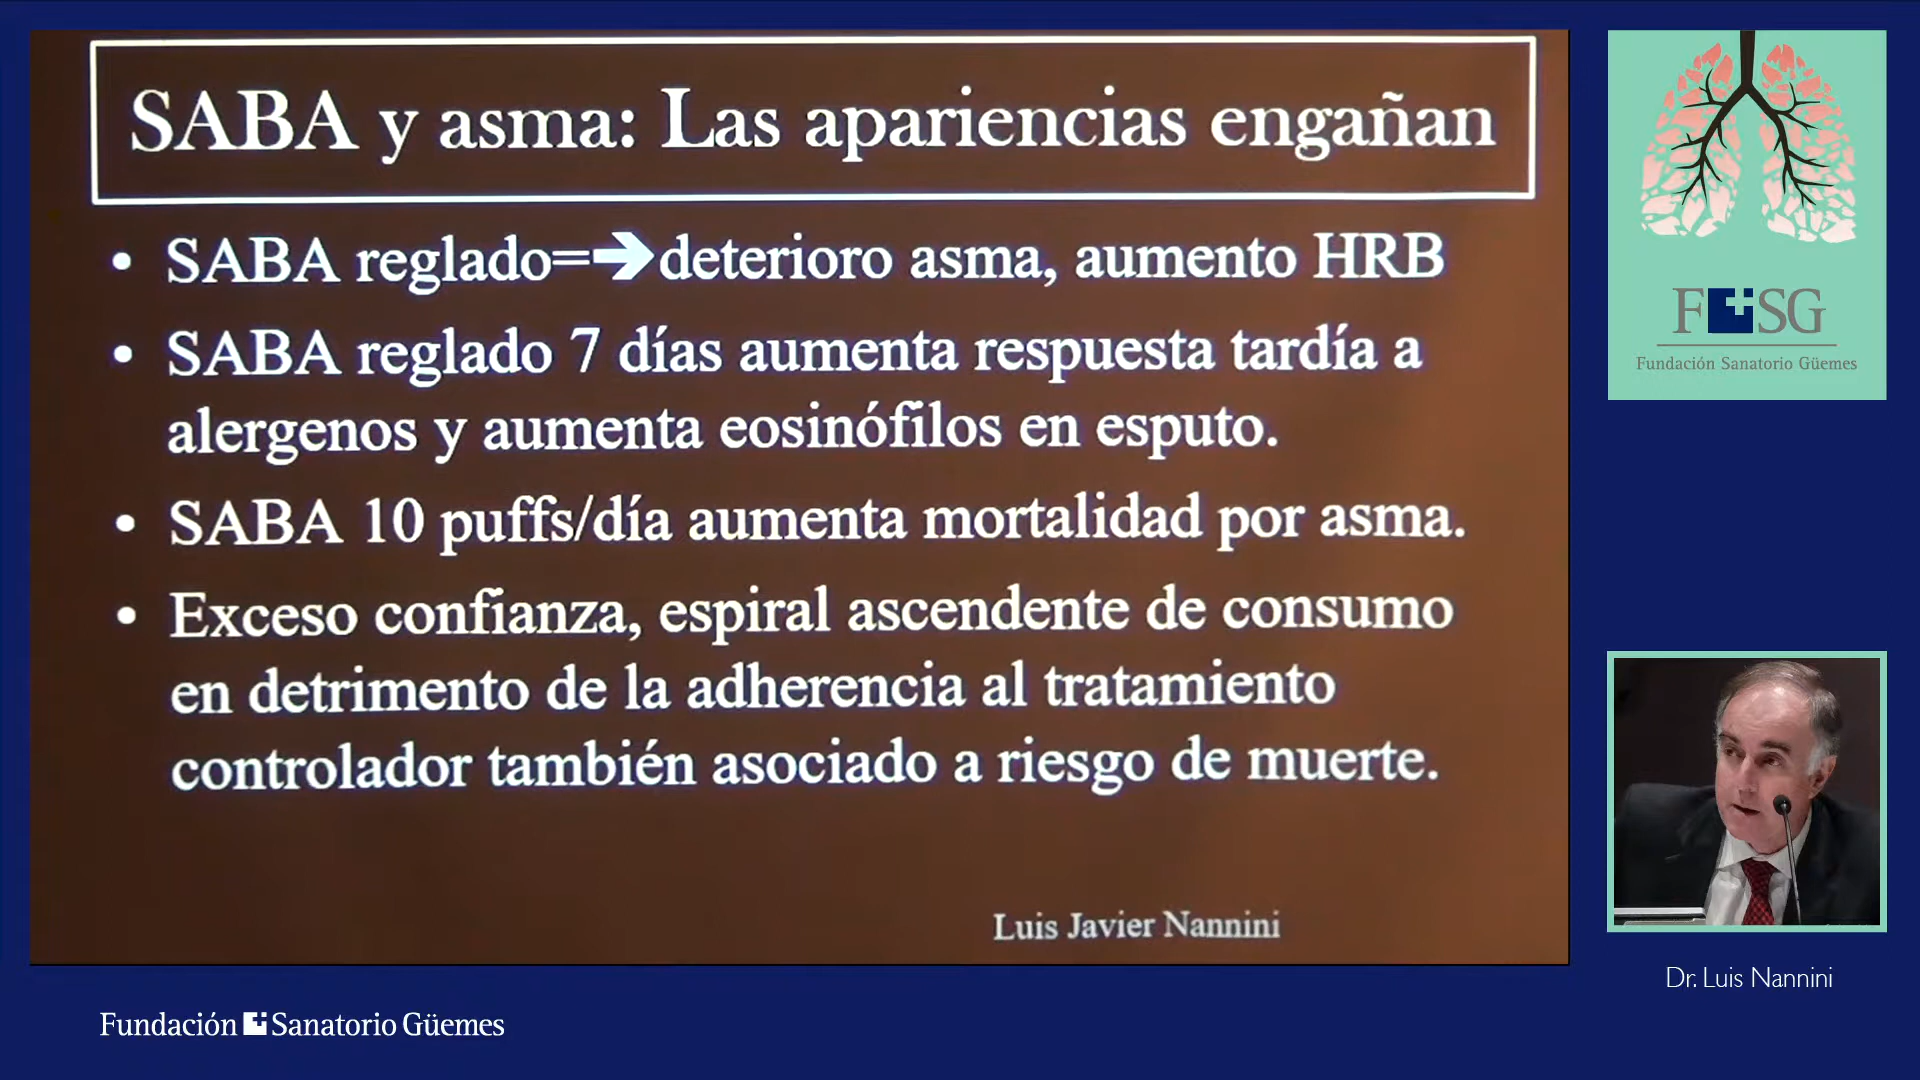 SABA y asma: Las apariencias engañan
• SABA reglado=➔deterioro asma, aumento HRB
• SABA reglado 7 días aumenta respuesta tardía a
alergenos y aumenta eosinófilos en esputo.
• SABA 10 puffs/día aumenta mortalidad por asma.
• Exceso confianza, espiral ascendente de consumo
en detrimento de la adherencia al tratamiento
controlador también asociado a riesgo de muerte.
Luis Javier Nannini
FSG
Fundación Sanatorio Güemes
Dr. Luis Nannini
Fundación Sanatorio Güemes